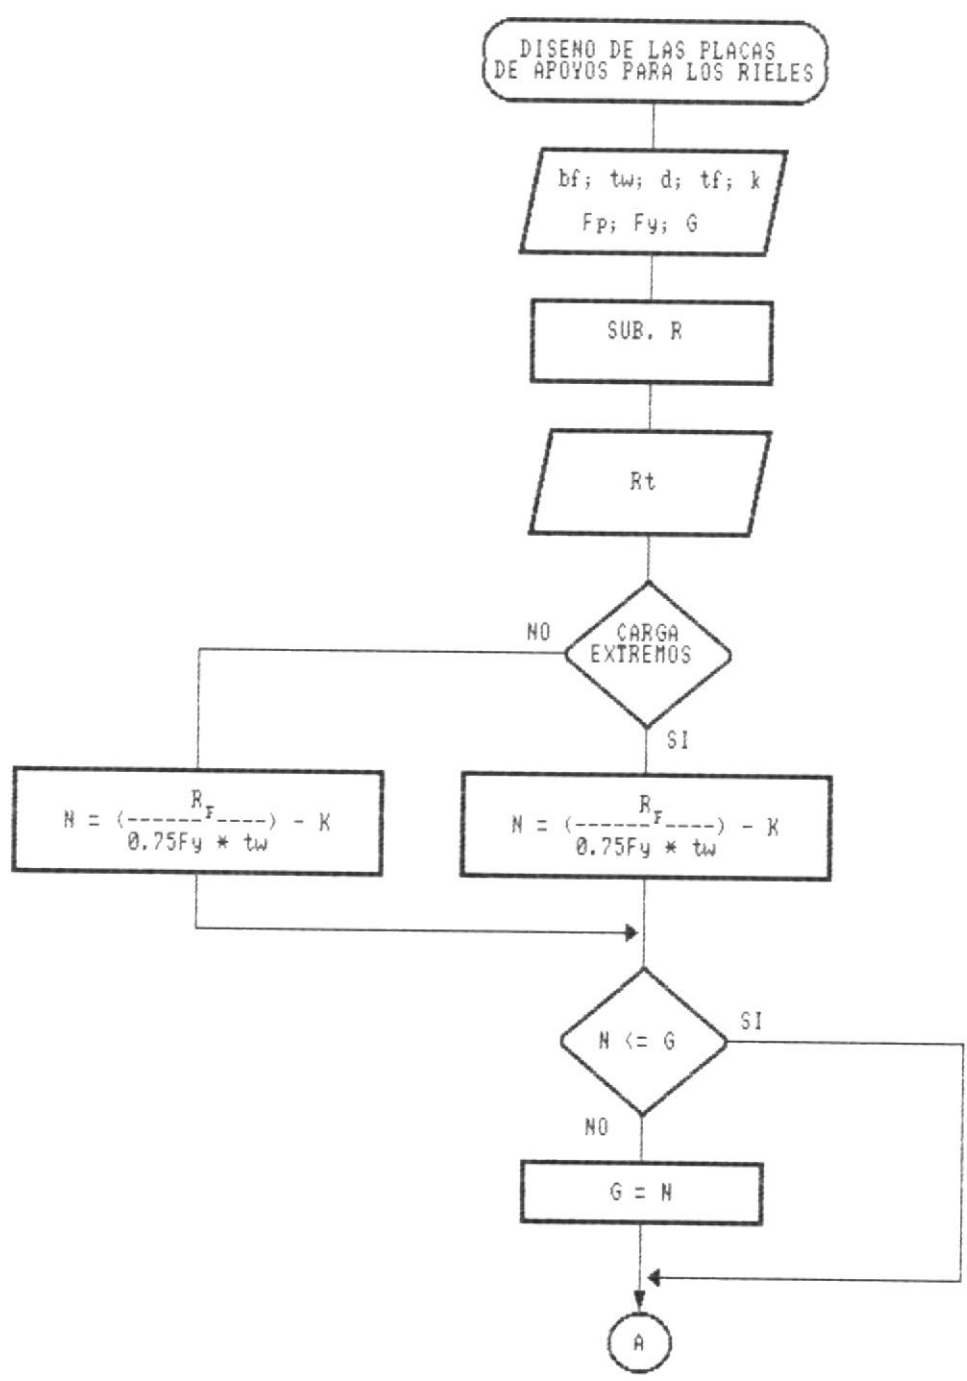 DISENO DE LAS PLACAS
DE APOYOS PARA LOS RIELES
bf; tw; d; tf; k
Fp; Fy; G
SUB. R
Rt
NO
CARGA
EXTREMOS
SI
R
N = (------F----) - K
0.75Fy * tw
R
N = (------F----) - K
0.75Fy * tw
N <= G
SI
NO
G = N
A